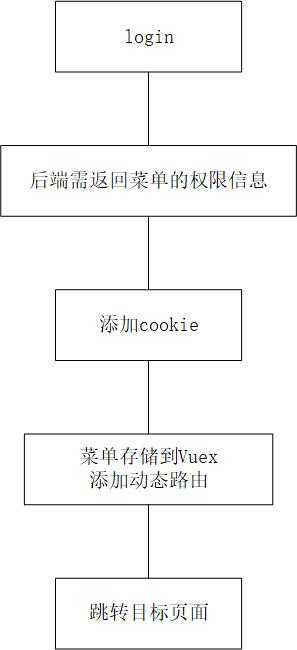 login
后端需返回菜单的权限信息
添加cookie
菜单存储到Vuex
添加动态路由
跳转目标页面